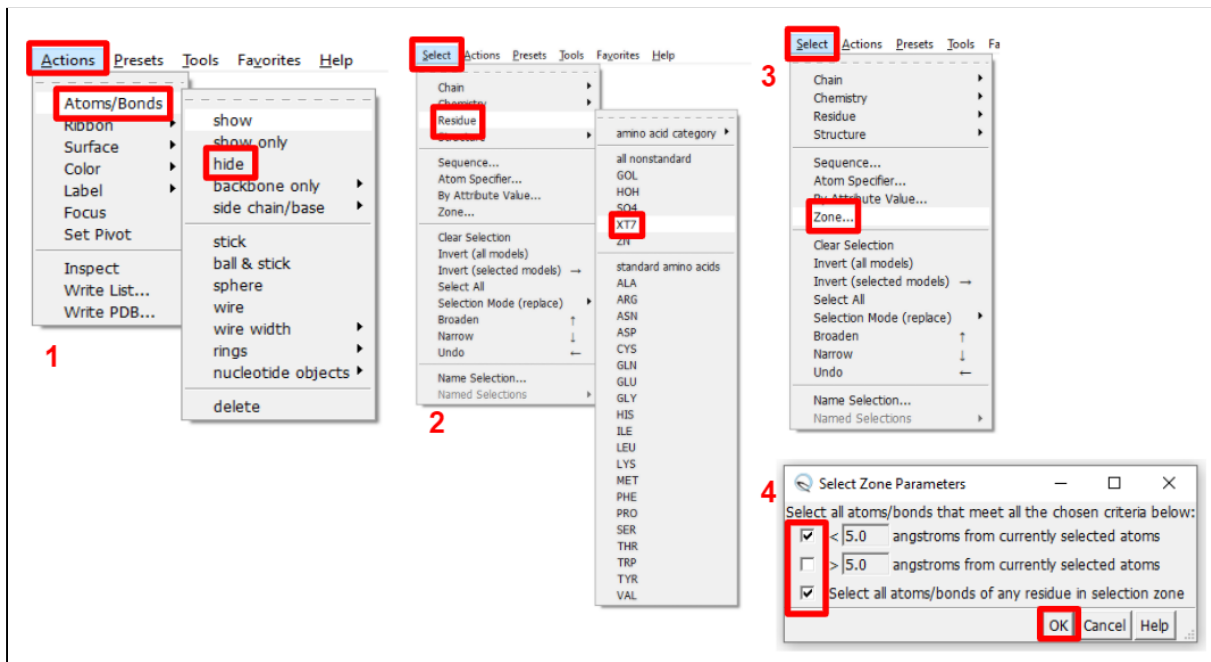 Actions Presets Tools Favorites Help
Atoms/Bonds
Ribbon
Surface
Color
Label
Focus
Set Pivot
Inspect
Write List...
Write PDB...
show
show only
hide
backbone only
side chain/base
stick
ball & stick
sphere
wire
wire width
rings
nucleotide objects
delete
1
Select Actions Presets Tools Favorites Help
Chain
Chemistry
Residue
Structure
Sequence...
Atom Specifier...
By Attribute Value...
Zone...
Clear Selection
Invert (all models)
Invert (selected models) →
Select All
Selection Mode (replace)
Broaden ↑
Narrow ↓
Undo ←
Name Selection...
Named Selections
amino acid category
all nonstandard
GOL
HOH
SO4
XT7
ZN
standard amino acids
ALA
ARG
ASN
ASP
CYS
GLN
GLU
GLY
HIS
ILE
LEU
LYS
MET
PHE
PRO
SER
THR
TRP
TYR
VAL
2
3
Select Actions Presets Tools Fa
Chain
Chemistry
Residue
Structure
Sequence...
Atom Specifier...
By Attribute Value...
Zone...
Clear Selection
Invert (all models)
Invert (selected models) →
Select All
Selection Mode (replace)
Broaden ↑
Narrow ↓
Undo ←
Name Selection...
Named Selections
4
Select Zone Parameters
Select all atoms/bonds that meet all the chosen criteria below:
< 5.0 angstroms from currently selected atoms
> 5.0 angstroms from currently selected atoms
Select all atoms/bonds of any residue in selection zone
OK Cancel Help